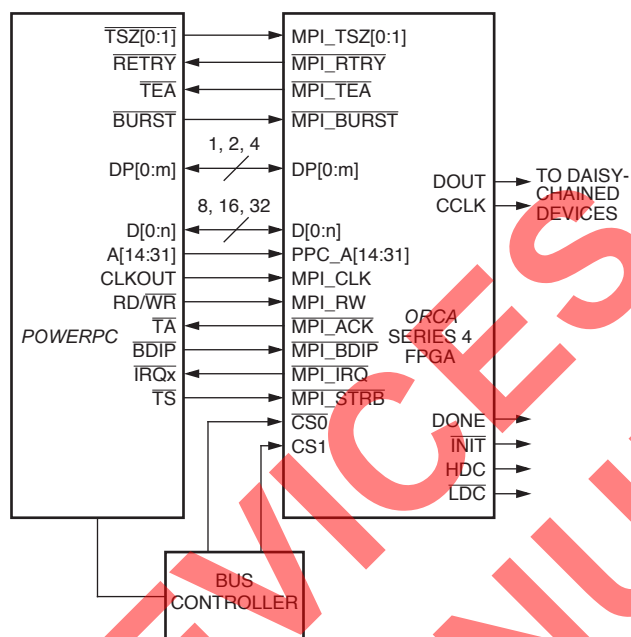 TSZ[0:1] MPI_TSZ[0:1]
RETRY MPI_RTRY
TEA MPI_TEA
BURST MPI_BURST
1, 2, 4
DP[0:m] DP[0:m]
DOUT TO DAISY-
CHAINED
CCLK DEVICES
8, 16, 32
D[0:n] D[0:n]
A[14:31] PPC_A[14:31]
CLKOUT MPI_CLK
RD/WR MPI_RW
POWERPC
TA MPI_ACK
ORCA
SERIES 4
FPGA
BDIP MPI_BDIP
IRQx MPI_IRQ
TS MPI_STRB
CS0 DONE
CS1 INIT
HDC
LDC
BUS
CONTROLLER